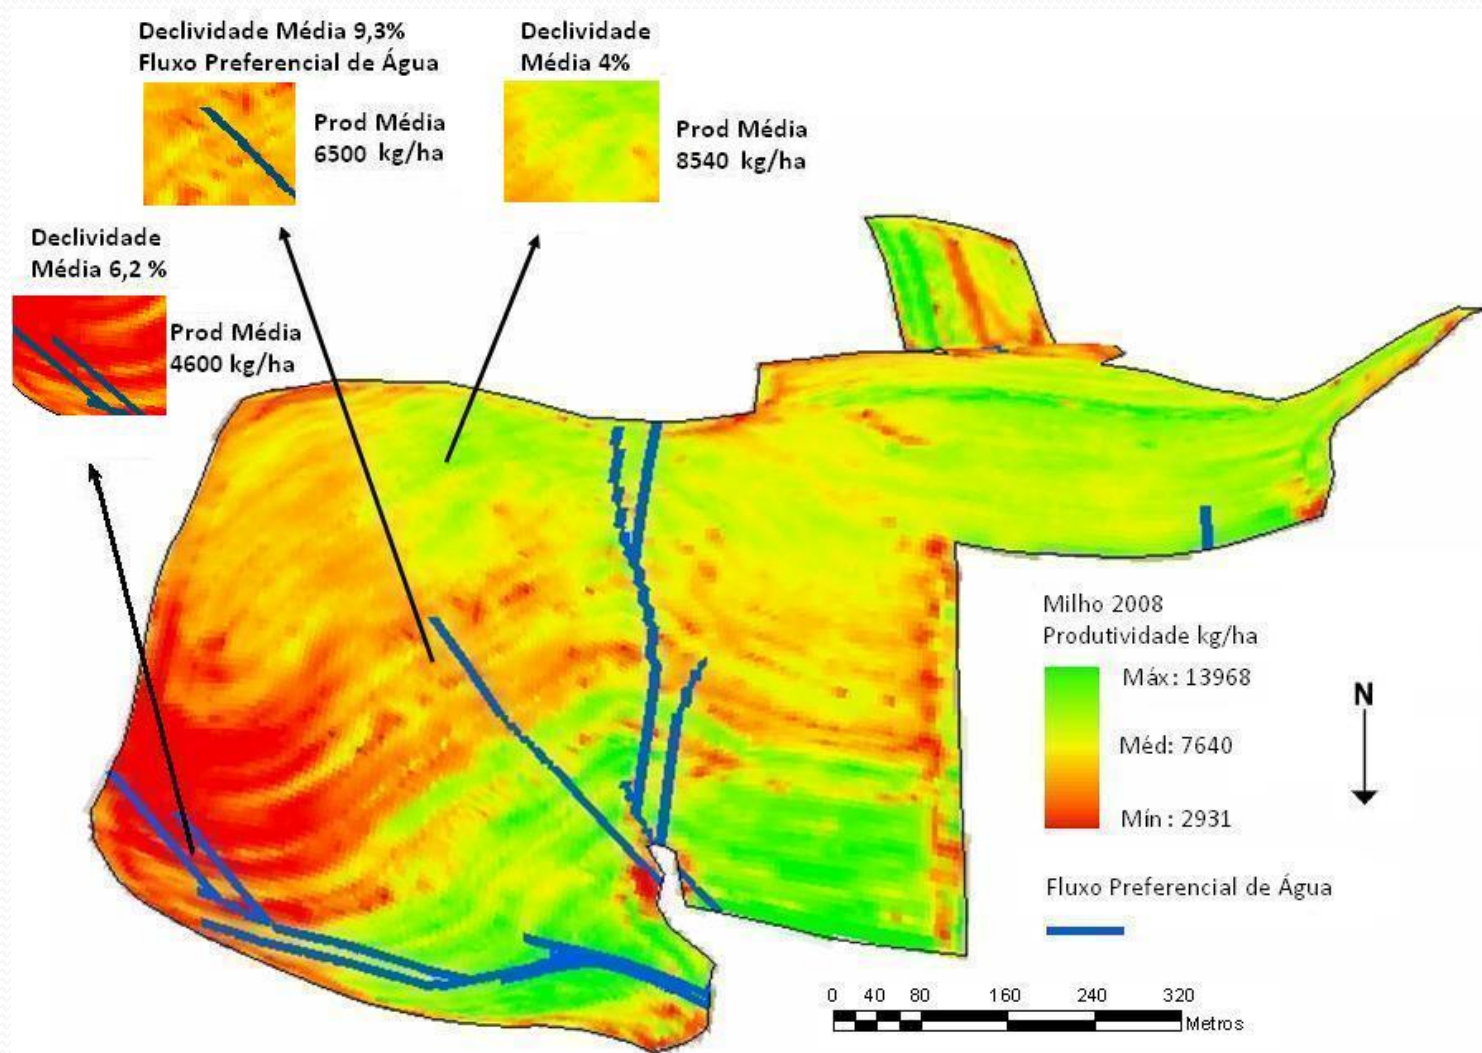 Declividade Média 9,3%
Fluxo Preferencial de Água
Prod Média
6500 kg/ha
Declividade
Média 4%
Prod Média
8540 kg/ha
Declividade
Média 6,2 %
Prod Média
4600 kg/ha
Milho 2008
Produtividade kg/ha
Máx: 13968
Méd: 7640
Mín : 2931
N
Fluxo Preferencial de Água
0 40 80 160 240 320
Metros